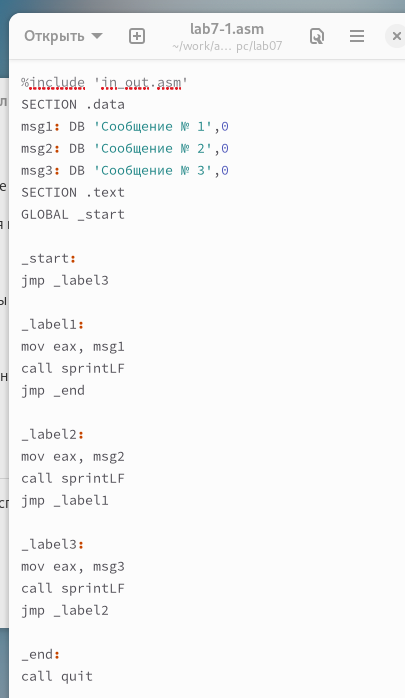 Открыть
lab7-1.asm
~/work/a... pc/lab07
%include 'in_out.asm'
SECTION .data
msg1: DB 'Сообщение № 1',0
msg2: DB 'Сообщение № 2',0
msg3: DB 'Сообщение № 3',0
SECTION .text
GLOBAL _start
_start:
jmp _label3
_label1:
mov eax, msg1
call sprintLF
jmp _end
_label2:
mov eax, msg2
call sprintLF
jmp _label1
_label3:
mov eax, msg3
call sprintLF
jmp _label2
_end:
call quit